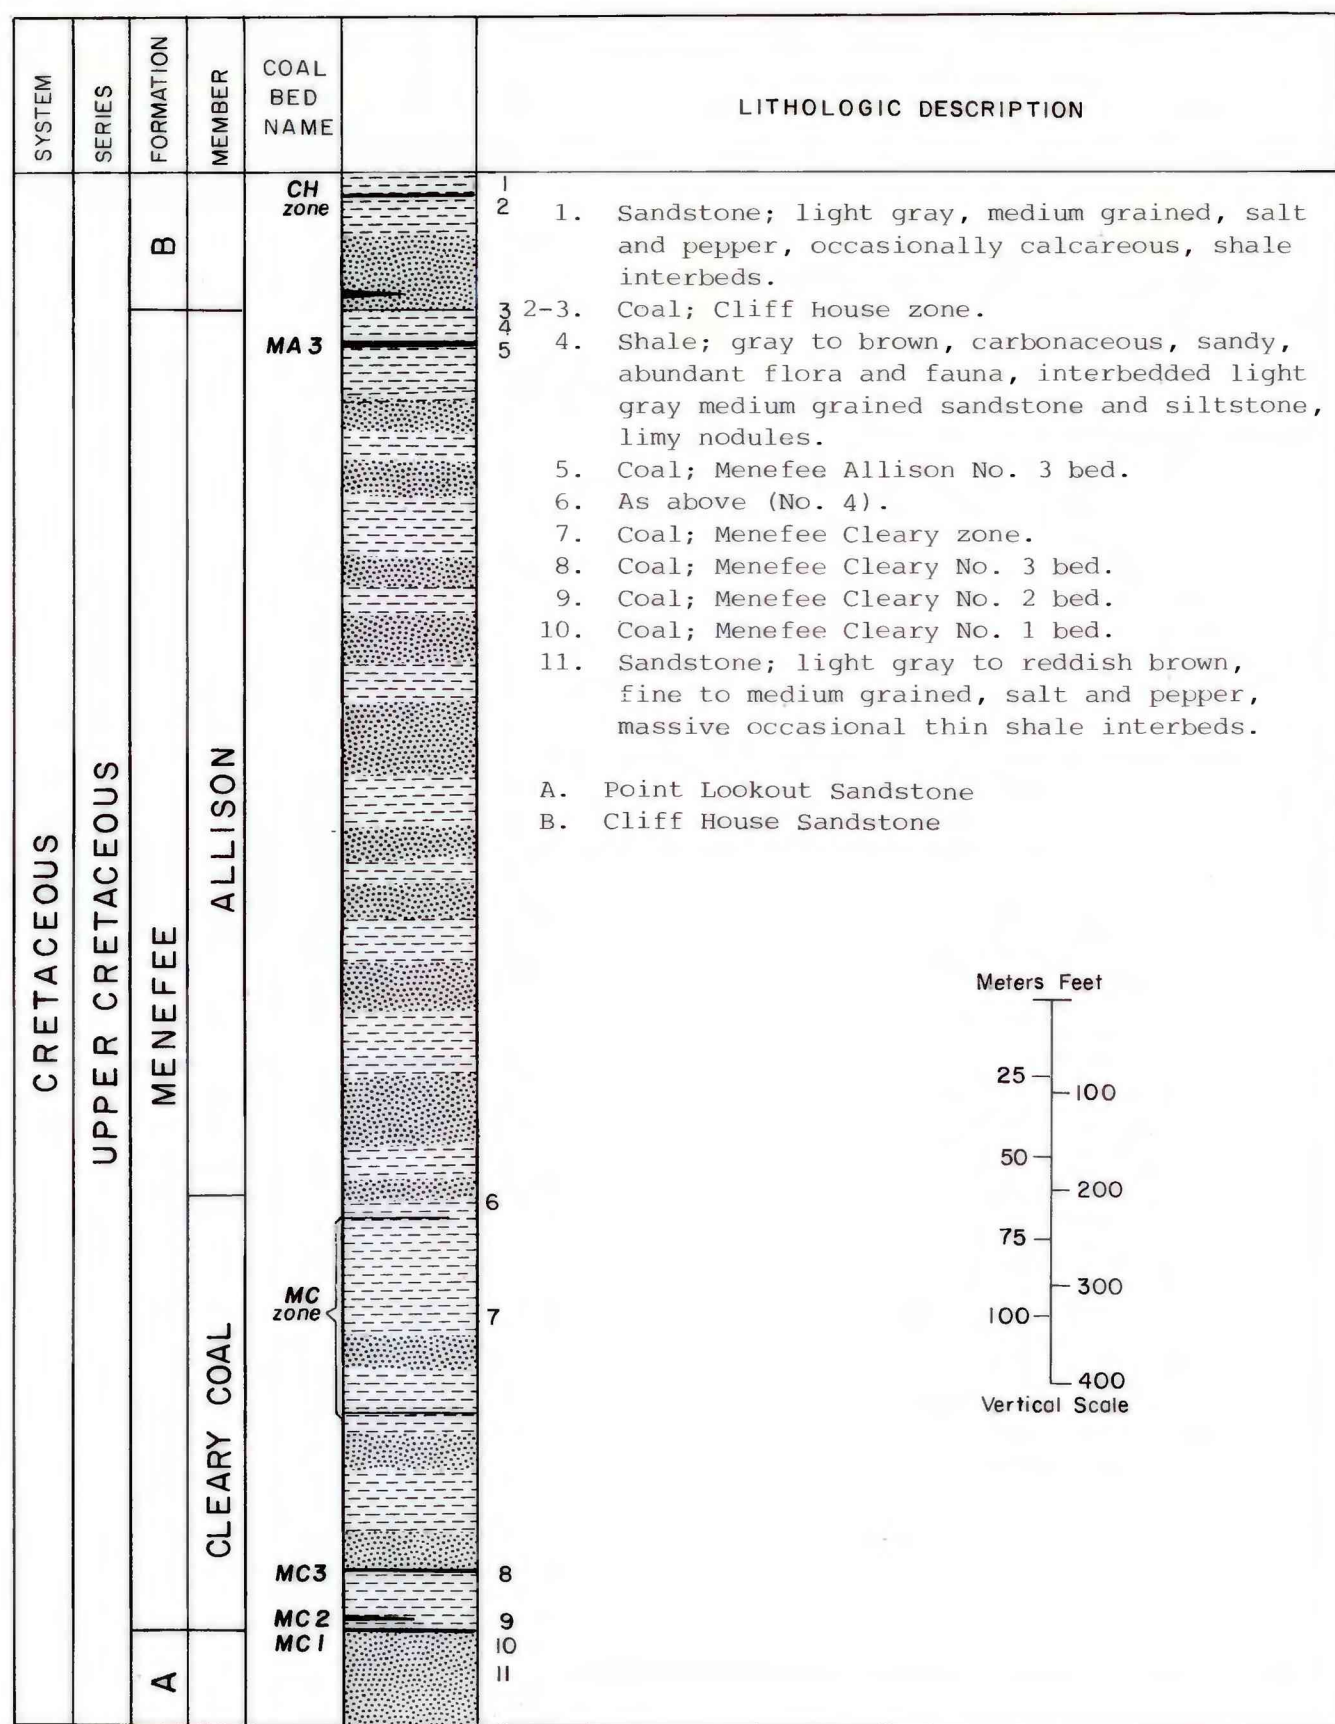 SYSTEM
SERIES
FORMATION
MEMBER
COAL
BED
NAME
LITHOLOGIC DESCRIPTION
CRETACEOUS
UPPER CRETACEOUS
B
MENEFEE
A
ALLISON
CLEARY COAL
CH
zone
MA 3
MC
zone
MC3
MC2
MC1
1
2
3
4
5
6
7
8
9
10
11
1. Sandstone; light gray, medium grained, salt
and pepper, occasionally calcareous, shale
interbeds.
2-3. Coal; Cliff House zone.
4. Shale; gray to brown, carbonaceous, sandy,
abundant flora and fauna, interbedded light
gray medium grained sandstone and siltstone,
limy nodules.
5. Coal; Menefee Allison No. 3 bed.
6. As above (No. 4).
7. Coal; Menefee Cleary zone.
8. Coal; Menefee Cleary No. 3 bed.
9. Coal; Menefee Cleary No. 2 bed.
10. Coal; Menefee Cleary No. 1 bed.
11. Sandstone; light gray to reddish brown,
fine to medium grained, salt and pepper,
massive occasional thin shale interbeds.
A. Point Lookout Sandstone
B. Cliff House Sandstone
Meters Feet
25
100
50
200
75
300
100
400
Vertical Scale